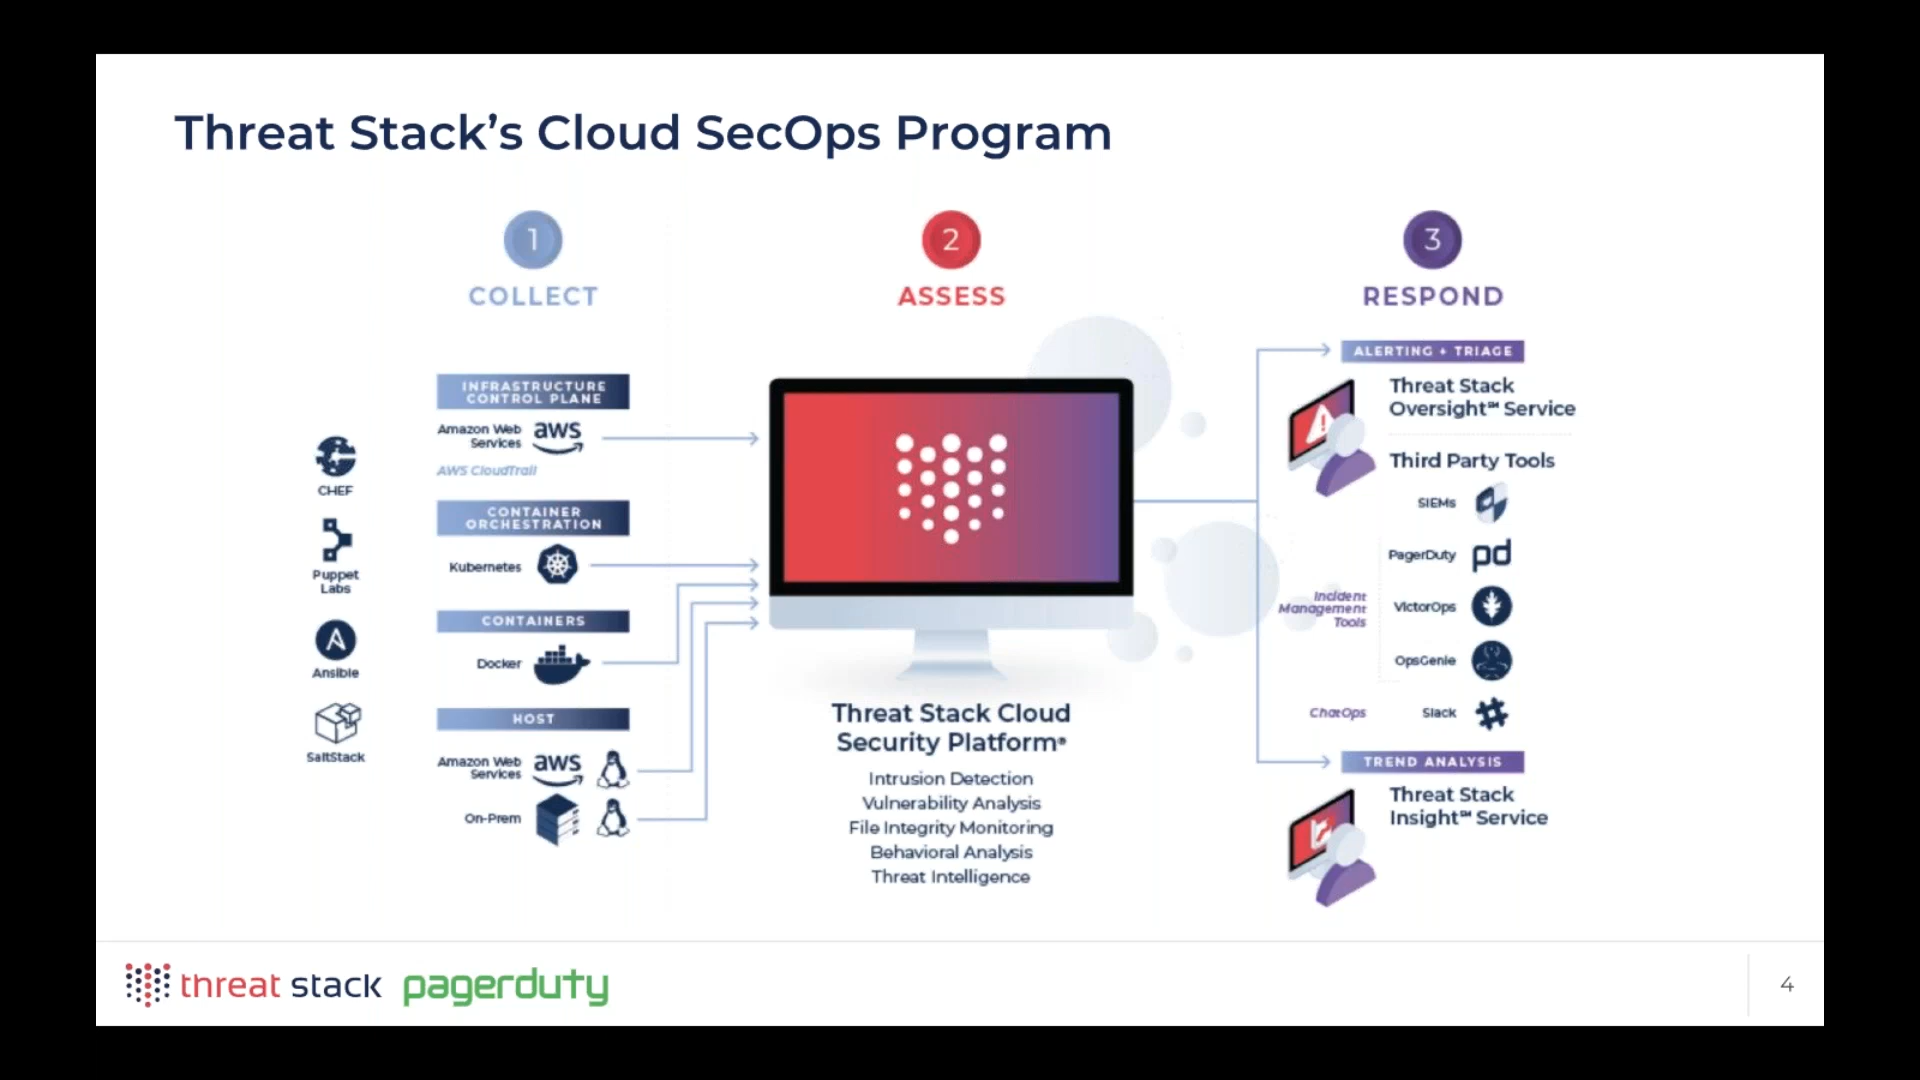 Threat Stack’s Cloud SecOps Program
1
COLLECT
CHEF
Puppet
Labs
Ansible
SaltStack
INFRASTRUCTURE
CONTROL PLANE
Amazon Web
Services
aws
AWS CloudTrail
CONTAINER
ORCHESTRATION
Kubernetes
CONTAINERS
Docker
HOST
Amazon Web
Services
aws
On-Prem
2
ASSESS
Threat Stack Cloud
Security Platform®
Intrusion Detection
Vulnerability Analysis
File Integrity Monitoring
Behavioral Analysis
Threat Intelligence
3
RESPOND
ALERTING + TRIAGE
Threat Stack
Oversight℠ Service
Third Party Tools
SIEMs
PagerDuty
pd
Incident
Management
Tools
VictorOps
OpsGenie
ChatOps
Slack
TREND ANALYSIS
Threat Stack
Insight℠ Service
threat stack
pagerduty
4